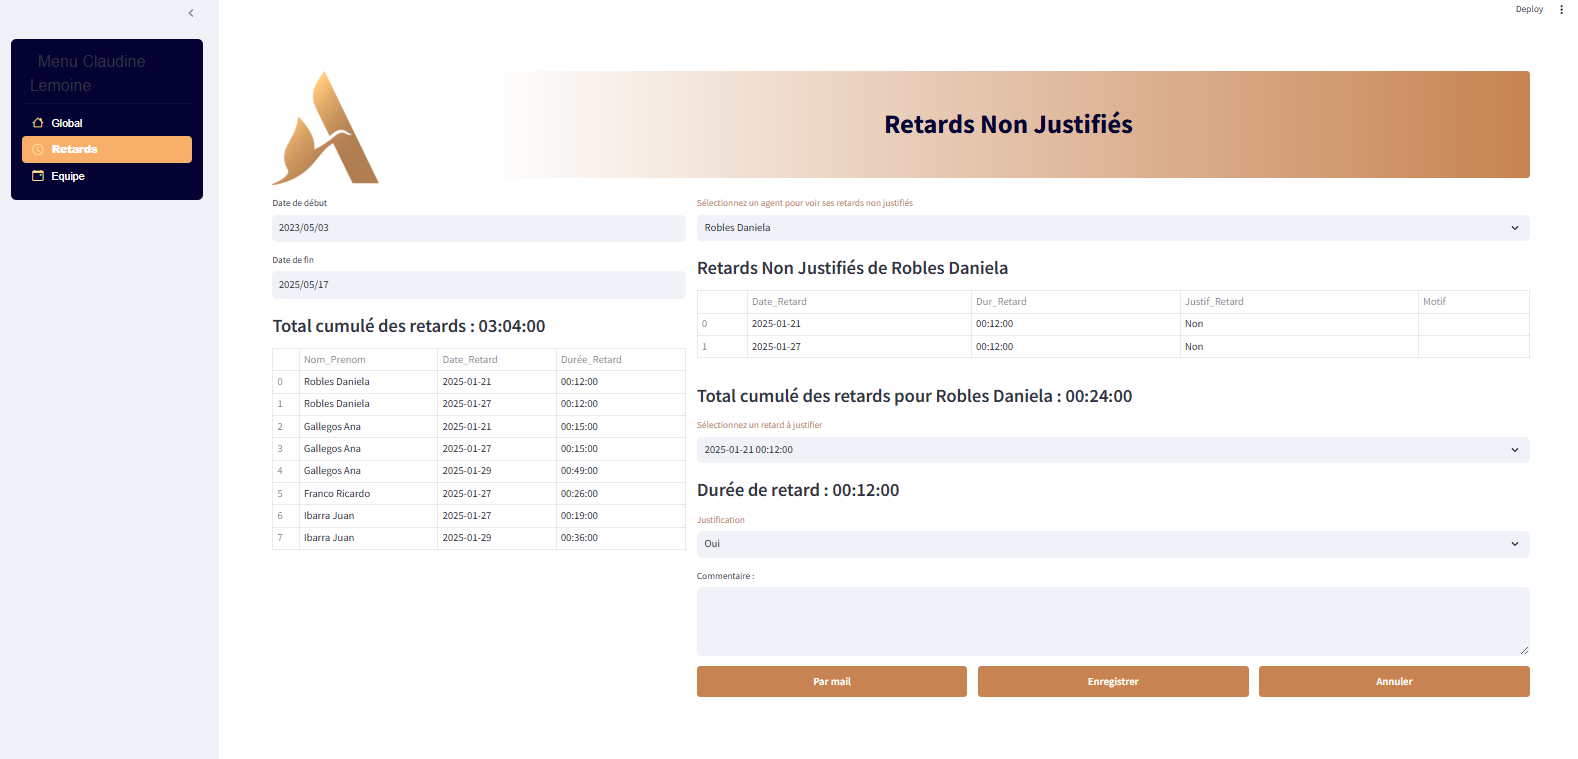 Deploy
Menu Claudine
Lemoine
Global
Retards
Equipe
Retards Non Justifiés
Date de début
2023/05/03
Date de fin
2025/05/17
Total cumulé des retards : 03:04:00
Nom_Prenom Date_Retard Durée_Retard
0 Robles Daniela 2025-01-21 00:12:00
1 Robles Daniela 2025-01-27 00:12:00
2 Gallegos Ana 2025-01-21 00:15:00
3 Gallegos Ana 2025-01-27 00:15:00
4 Gallegos Ana 2025-01-29 00:49:00
5 Franco Ricardo 2025-01-27 00:26:00
6 Ibarra Juan 2025-01-27 00:19:00
7 Ibarra Juan 2025-01-29 00:36:00
Sélectionnez un agent pour voir ses retards non justifiés
Robles Daniela
Retards Non Justifiés de Robles Daniela
Date_Retard Dur_Retard Justif_Retard Motif
0 2025-01-21 00:12:00 Non
1 2025-01-27 00:12:00 Non
Total cumulé des retards pour Robles Daniela : 00:24:00
Sélectionnez un retard à justifier
2025-01-21 00:12:00
Durée de retard : 00:12:00
Justification
Oui
Commentaire :
Par mail Enregistrer Annuler